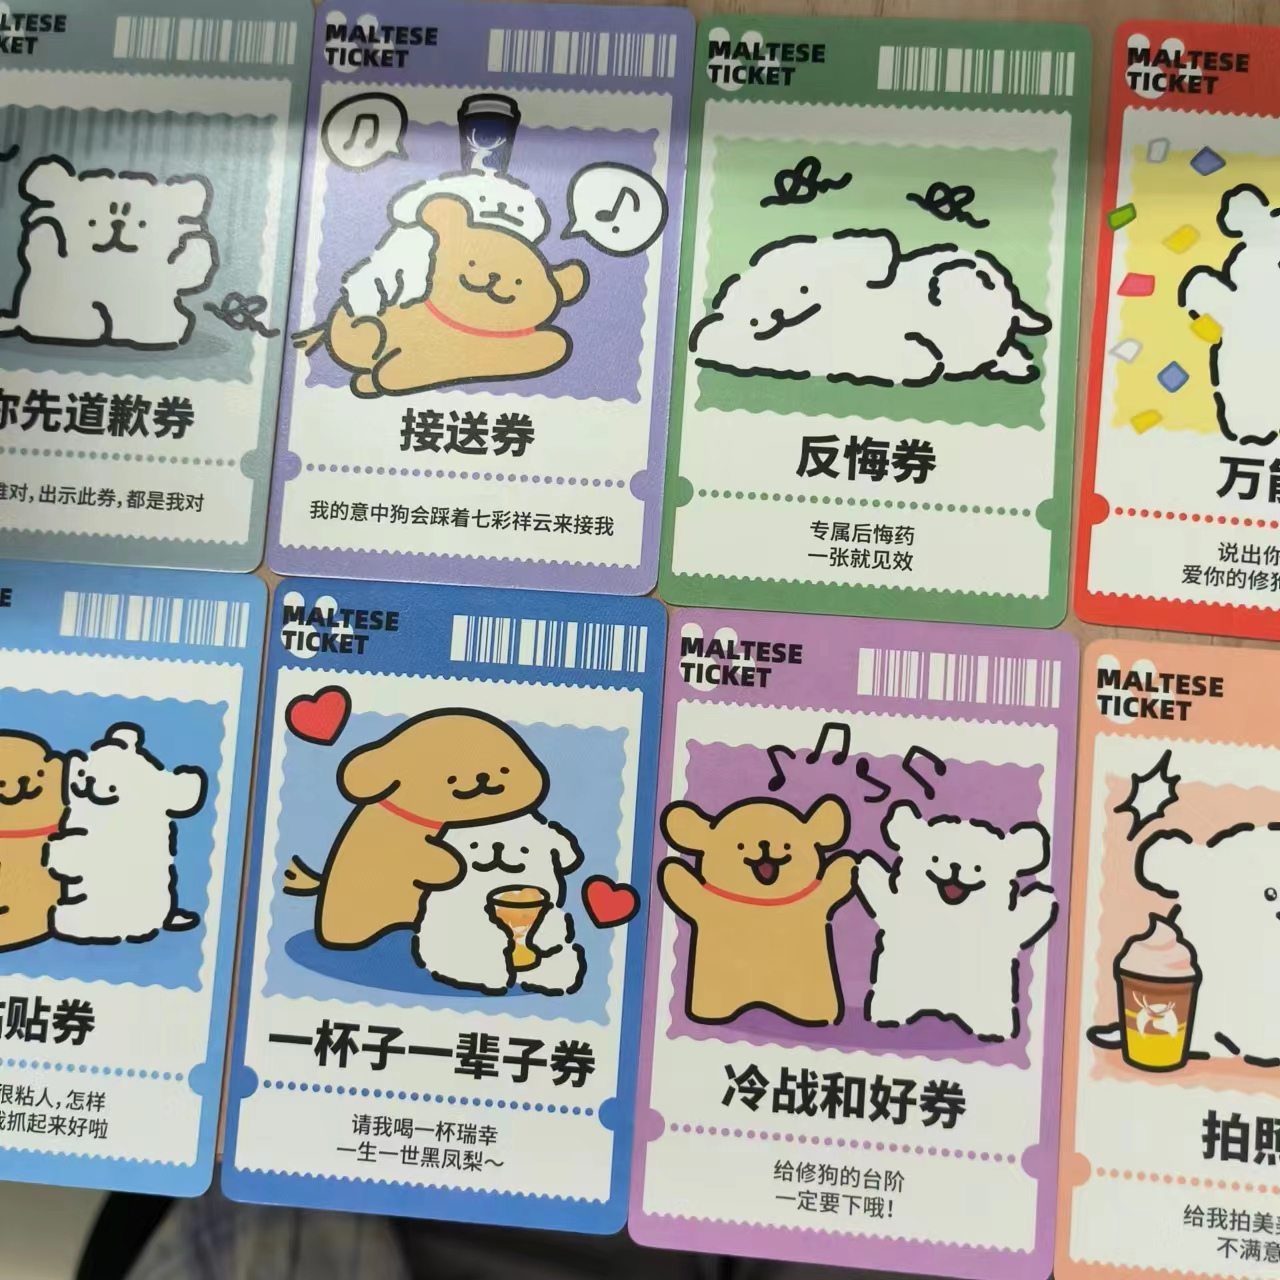 MALTESE
TICKET
先道歉券
对,出示此券,都是我对
MALTESE
TICKET
接送券
我的意中狗会踩着七彩祥云来接我
MALTESE
TICKET
反悔券
专属后悔药
一张就见效
MALTESE
TICKET
万
说出你
爱你的修
贴券
很粘人,怎样
抓起来好啦
MALTESE
TICKET
一杯子一辈子券
请我喝一杯瑞幸
一生一世黑凤梨~
MALTESE
TICKET
冷战和好券
给修狗的台阶
一定要下哦!
MALTESE
TICKET
拍照
给我拍美
不满意